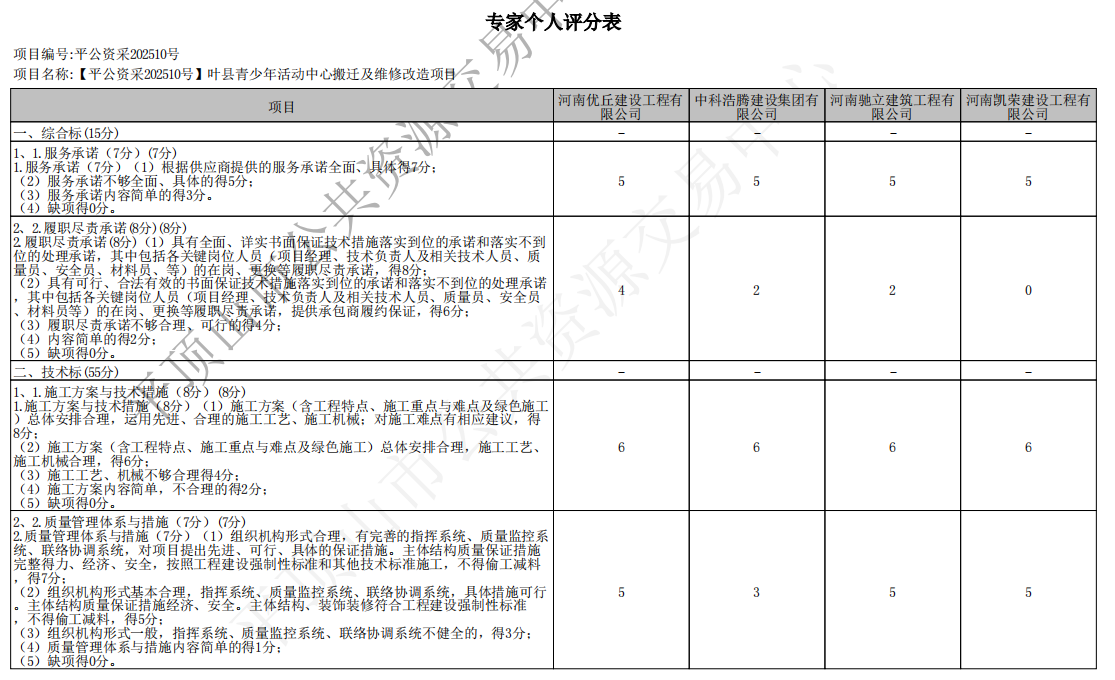 专家个人评分表
项目编号:平公资采202510号
项目名称:【平公资采202510号】叶县青少年活动中心搬迁及维修改造项目
项目
河南优丘建设工程有
限公司
中科浩腾建设集团有
限公司
河南驰立建筑工程有
限公司
河南凯荣建设工程有
限公司
一、综合标(15分) - - - -
1、1.服务承诺（7分）(7分)
1.服务承诺（7分）（1）根据供应商提供的服务承诺全面、具体得7分；
（2）服务承诺不够全面、具体的得5分；
（3）服务承诺内容简单的得3分。
（4）缺项得0分。
5 5 5 5
2、2.履职尽责承诺(8分)(8分)
2.履职尽责承诺(8分)（1）具有全面、详实书面保证技术措施落实到位的承诺和落实不到
位的处理承诺，其中包括各关键岗位人员（项目经理、技术负责人及相关技术人员、质
量员、安全员、材料员、等）的在岗、更换等履职尽责承诺，得8分；
（2）具有可行、合法有效的书面保证技术措施落实到位的承诺和落实不到位的处理承诺
，其中包括各关键岗位人员（项目经理、技术负责人及相关技术人员、质量员、安全员
、材料员等）的在岗、更换等履职尽责承诺，提供承包商履约保证，得6分；
（3）履职尽责承诺不够合理、可行的得4分；
（4）内容简单的得2分；
（5）缺项得0分。
4 2 2 0
二、技术标(55分) - - - -
1、1.施工方案与技术措施（8分）(8分)
1.施工方案与技术措施（8分）（1）施工方案（含工程特点、施工重点与难点及绿色施工
）总体安排合理，运用先进、合理的施工工艺、施工机械；对施工难点有相应建议，得
8分；
（2）施工方案（含工程特点、施工重点与难点及绿色施工）总体安排合理，施工工艺、
施工机械合理，得6分；
（3）施工工艺、机械不够合理得4分；
（4）施工方案内容简单，不合理的得2分；
（5）缺项得0分。
6 6 6 6
2、2.质量管理体系与措施（7分）(7分)
2.质量管理体系与措施（7分）（1）组织机构形式合理，有完善的指挥系统、质量监控系
统、联络协调系统，对项目提出先进、可行、具体的保证措施。主体结构质量保证措施
完整得力、经济、安全，按照工程建设强制性标准和其他技术标准施工，不得偷工减料
，得7分；
（2）组织机构形式基本合理，指挥系统、质量监控系统、联络协调系统，具体措施可行
。主体结构质量保证措施经济、安全。主体结构、装饰装修符合工程建设强制性标准
，不得偷工减料，得5分；
（3）组织机构形式一般，指挥系统、质量监控系统、联络协调系统不健全的，得3分；
（4）质量管理体系与措施内容简单的得1分；
（5）缺项得0分。
5 3 5 5
平顶山市公共资源交易中
平顶山市公共资源交易中心